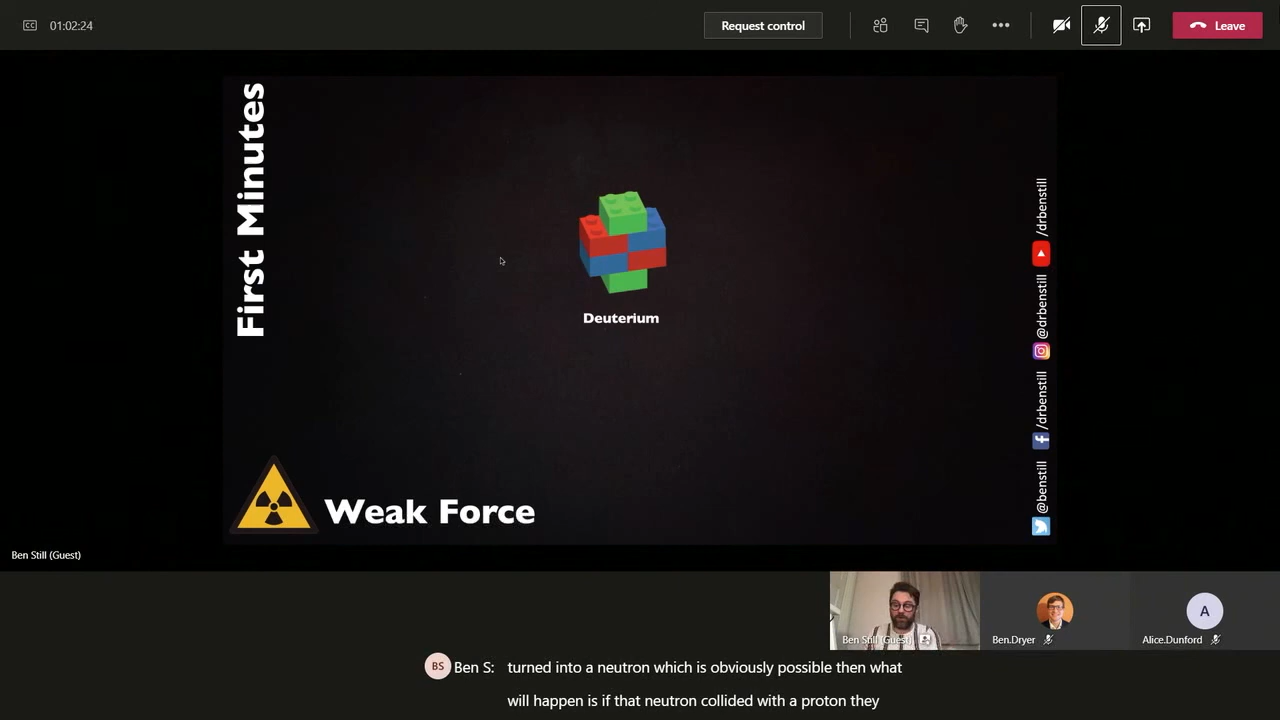 01:02:24
Request control
Leave
First Minutes
Deuterium
Weak Force
/drbenstill
@drbenstill
/drbenstill
@benstill
Ben Still (Guest)
Ben Still (Guest)
Ben.Dryer
A
Alice.Dunford
BS
Ben S: turned into a neutron which is obviously possible then what
will happen is if that neutron collided with a proton they